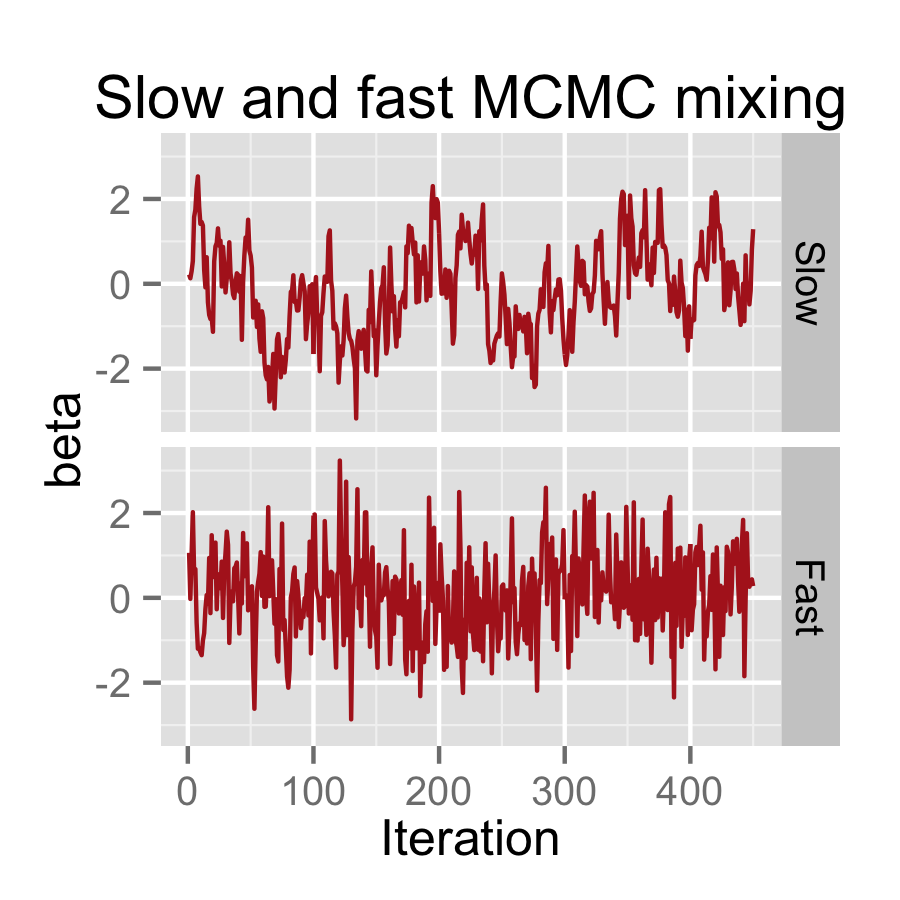 Slow and fast MCMC mixing
beta
2
0
-2
Slow
2
0
-2
Fast
0 100 200 300 400
Iteration